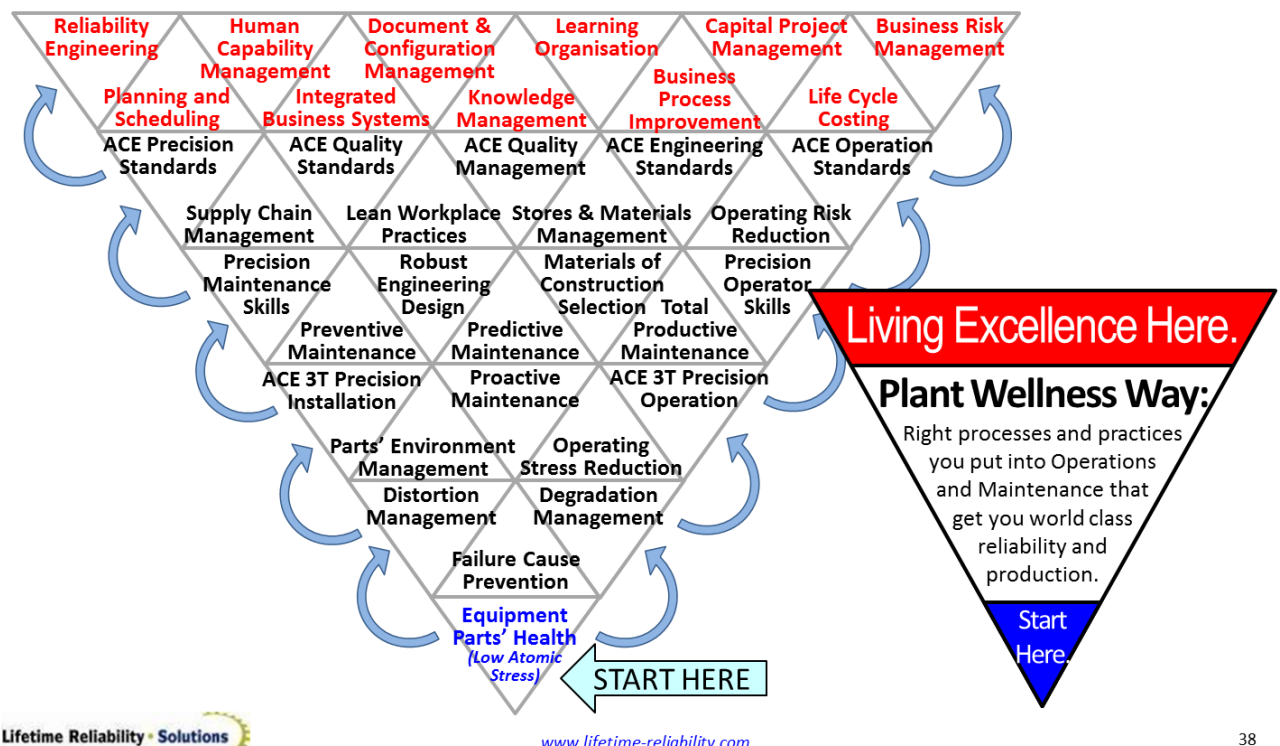 Reliability
Engineering
Human
Capability
Management
Document &
Configuration
Management
Learning
Organisation
Capital Project
Management
Business Risk
Management
Planning and
Scheduling
Integrated
Business Systems
Knowledge
Management
Business
Process
Improvement
Life Cycle
Costing
ACE Precision
Standards
ACE Quality
Standards
ACE Quality
Management
ACE Engineering
Standards
ACE Operation
Standards
Supply Chain
Management
Lean Workplace
Practices
Stores & Materials
Management
Operating Risk
Reduction
Precision
Maintenance
Skills
Robust
Engineering
Design
Materials of
Construction
Selection
Precision
Operator
Skills
Preventive
Maintenance
Predictive
Maintenance
Total
Productive
Maintenance
ACE 3T Precision
Installation
Proactive
Maintenance
ACE 3T Precision
Operation
Parts' Environment
Management
Operating
Stress Reduction
Distortion
Management
Degradation
Management
Failure Cause
Prevention
Equipment
Parts' Health
(Low Atomic
Stress)
START HERE
Living Excellence Here.
Plant Wellness Way:
Right processes and practices
you put into Operations
and Maintenance that
get you world class
reliability and
production.
Start
Here.
Lifetime Reliability • Solutions
www.lifetime-reliability.com
38